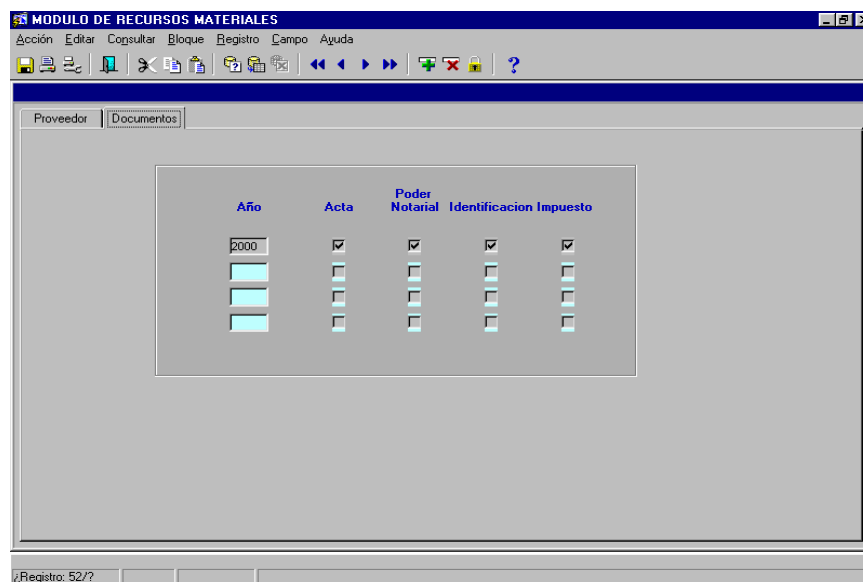 MODULO DE RECURSOS MATERIALES
Acción Editar Consultar Bloque Registro Campo Ayuda
Proveedor Documentos
Poder
Año Acta Notarial Identificacion Impuesto
2000
¿Registro: 52/?